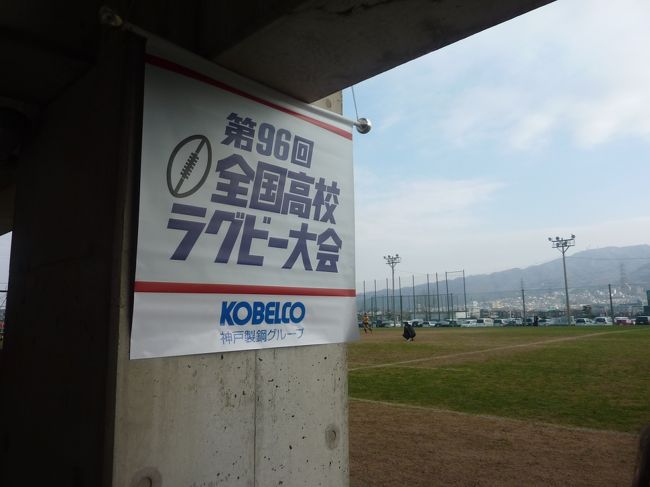 第96回
全国高校
ラグビー大会
KOBELCO
神戸製鋼グループ